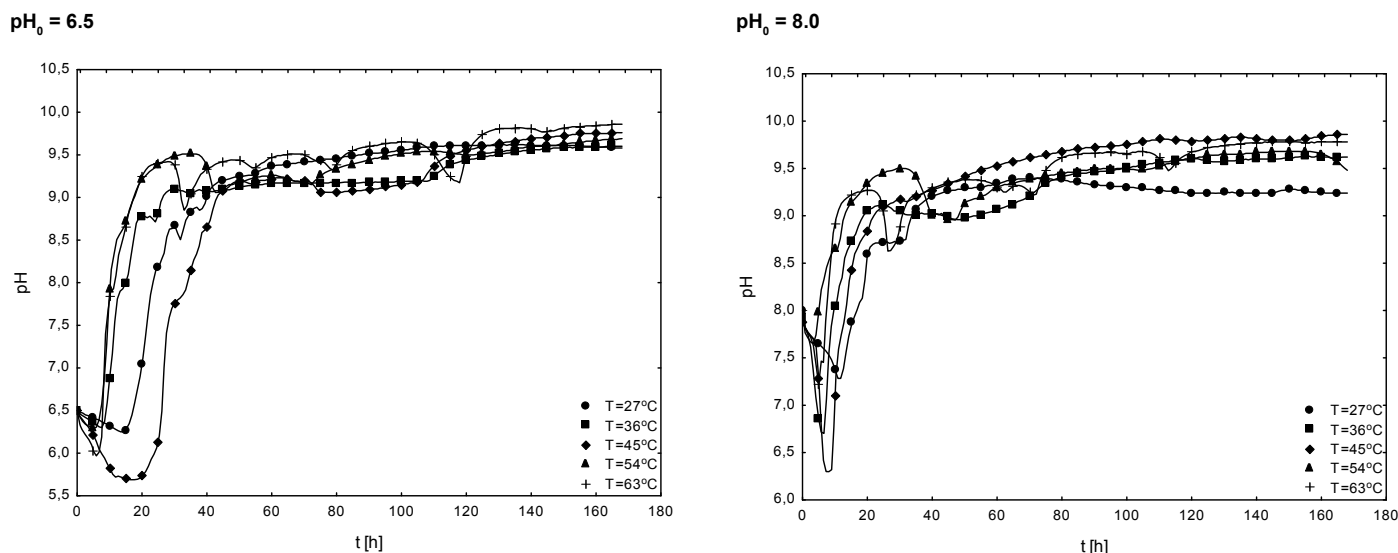 pH₀ = 6.5
10,5
10,0
9,5
9,0
8,5
8,0
7,5
7,0
6,5
6,0
5,5
pH
0 20 40 60 80 100 120 140 160 180
t [h]
T=27ºC
T=36ºC
T=45ºC
T=54ºC
T=63ºC
pH₀ = 8.0
10,5
10,0
9,5
9,0
8,5
8,0
7,5
7,0
6,5
6,0
pH
0 20 40 60 80 100 120 140 160 180
t [h]
T=27ºC
T=36ºC
T=45ºC
T=54ºC
T=63ºC